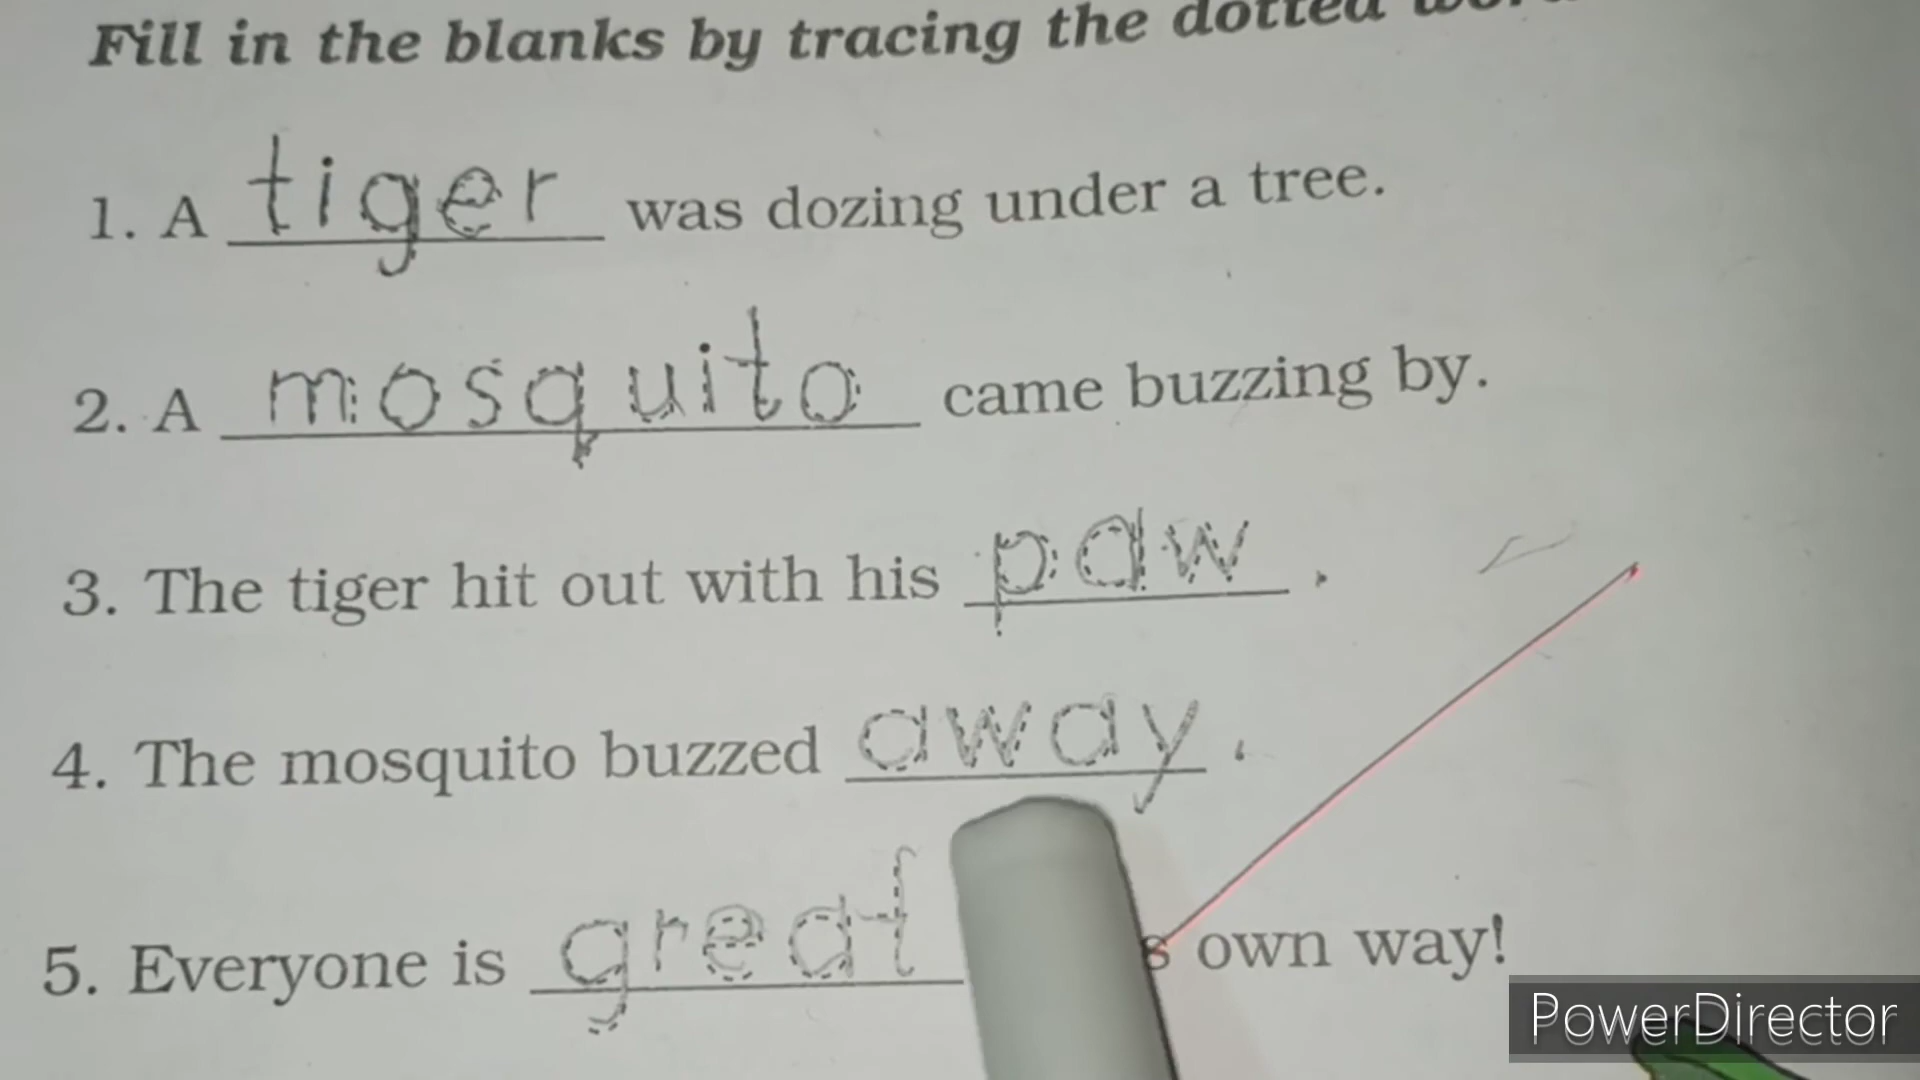 Fill in the blanks by tracing the dotted
1. A tiger was dozing under a tree.
2. A mosquito came buzzing by.
3. The tiger hit out with his paw.
4. The mosquito buzzed away.
5. Everyone is great own way!
PowerDirector